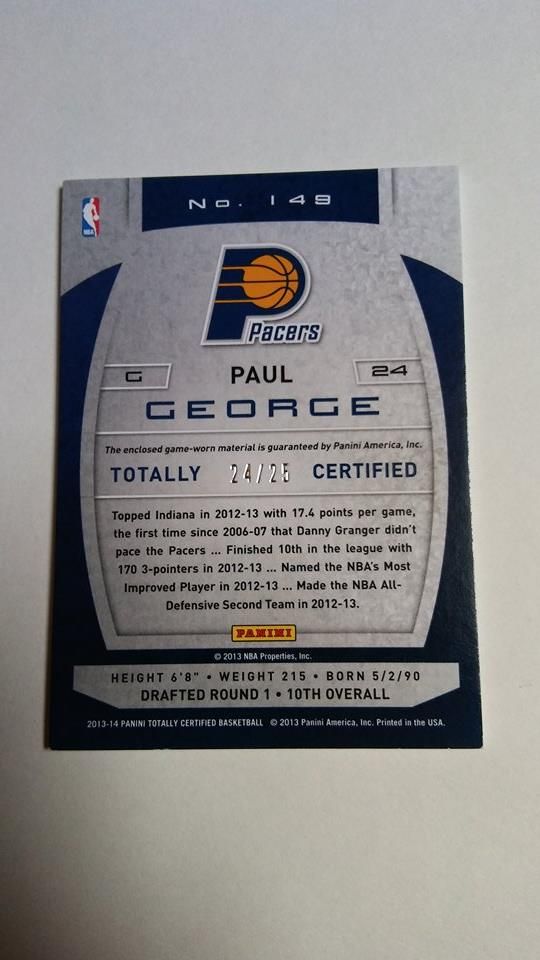 No. 149
NBA
Pacers
G
PAUL
24
GEORGE
The enclosed game-worn material is guaranteed by Panini America, Inc.
TOTALLY 24/25 CERTIFIED
Topped Indiana in 2012-13 with 17.4 points per game,
the first time since 2006-07 that Danny Granger didn't
pace the Pacers ... Finished 10th in the league with
170 3-pointers in 2012-13 ... Named the NBA's Most
Improved Player in 2012-13 ... Made the NBA All-
Defensive Second Team in 2012-13.
PANINI
© 2013 NBA Properties, Inc.
HEIGHT 6'8" • WEIGHT 215 • BORN 5/2/90
DRAFTED ROUND 1 • 10TH OVERALL
2013-14 PANINI TOTALLY CERTIFIED BASKETBALL © 2013 Panini America, Inc. Printed in the USA.